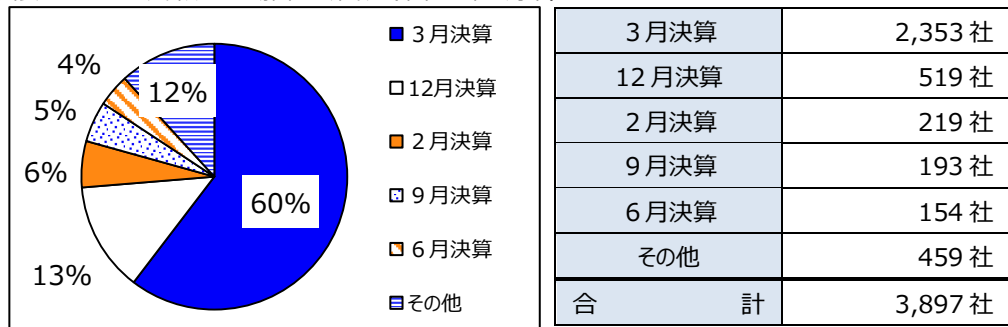 4%
5%
6%
13%
12%
60%
3月決算
12月決算
2月決算
9月決算
6月決算
その他
3月決算 2,353社
12月決算 519社
2月決算 219社
9月決算 193社
6月決算 154社
その他 459社
合計 3,897社